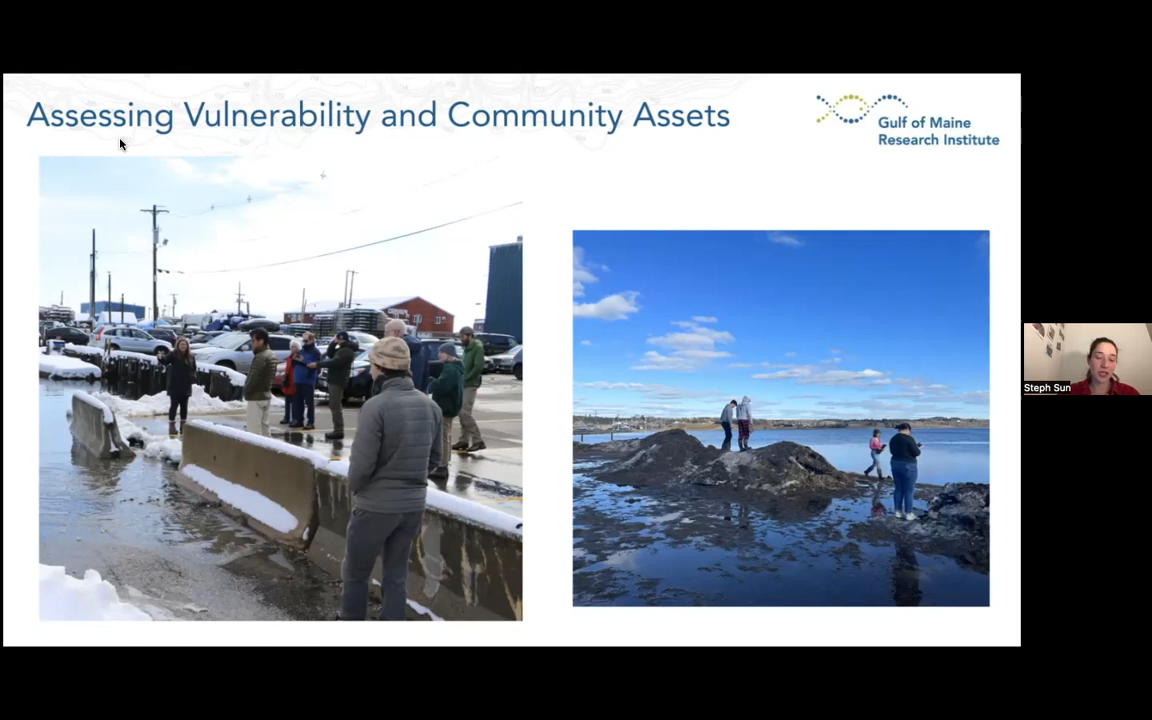 Assessing Vulnerability and Community Assets
Gulf of Maine
Research Institute
Steph Sun